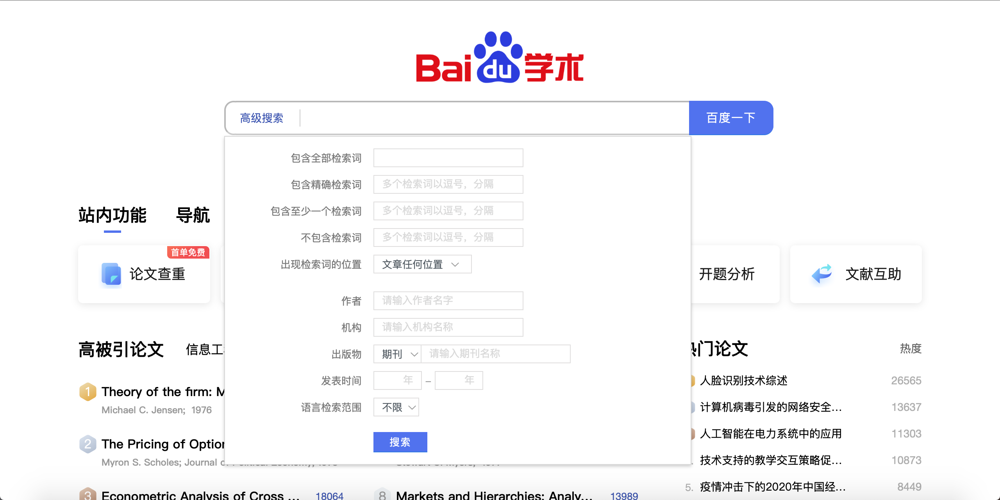 Bai du 学术
高级搜索
百度一下
包含全部检索词
包含精确检索词 多个检索词以逗号，分隔
包含至少一个检索词 多个检索词以逗号，分隔
不包含检索词 多个检索词以逗号，分隔
出现检索词的位置 文章任何位置
作者 请输入作者名字
机构 请输入机构名称
出版物 期刊 请输入期刊名称
发表时间 年 – 年
语言检索范围 不限
搜索
站内功能 导航
首单免费
论文查重
开题分析
文献互助
高被引论文 信息工
1 Theory of the firm:
Michael C. Jensen; 1976
2 The Pricing of
Myron S. Scholes; Journal
3 Econometric Analysis of Cross ... 18064
8 Markets and Hierarchies: Analy... 13989
门论文 热度
人脸识别技术综述 26565
计算机病毒引发的网络安全... 13637
人工智能在电力系统中的应用 11303
技术支持的教学交互策略促... 10873
5. 疫情冲击下的2020年中国经... 8449